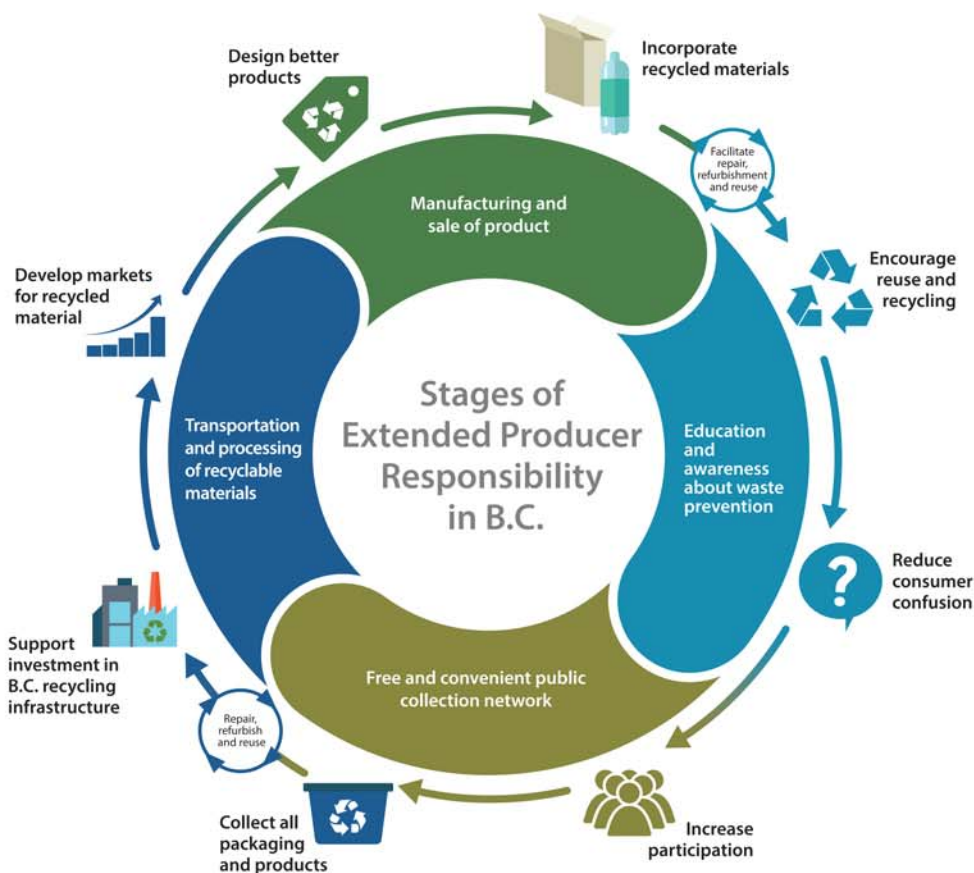 Design better
products
Incorporate
recycled materials
Facilitate
repair,
refurbishment
and reuse
Manufacturing and
sale of product
Develop markets
for recycled
material
Encourage
reuse and
recycling
Stages of
Extended Producer
Responsibility
in B.C.
Transportation
and processing
of recyclable
materials
Education
and
awareness
about waste
prevention
Reduce
consumer
confusion
Support
investment in
B.C. recycling
infrastructure
Free and convenient public
collection network
Repair,
refurbish
and reuse
Collect all
packaging
and products
Increase
participation
?